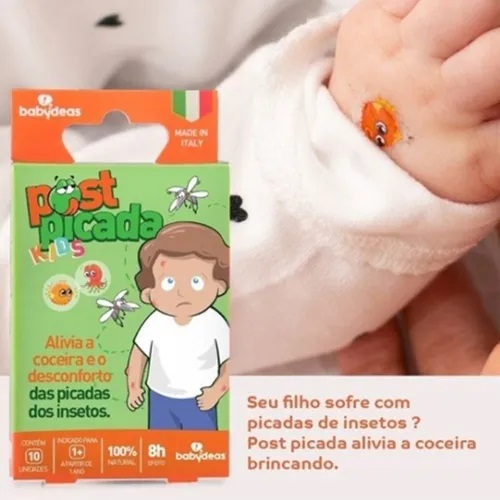 babydeas
MADE IN
ITALY
post
picada
KIDS
Alivia a
coceira e o
desconforto
das picadas
dos insetos.
CONTÉM
10
UNIDADES
INDICADO PARA
1+
A PARTIR DE
1 ANO
100%
NATURAL
8h
EFEITO
babydeas
Seu filho sofre com
picadas de insetos ?
Post picada alivia a coceira
brincando.